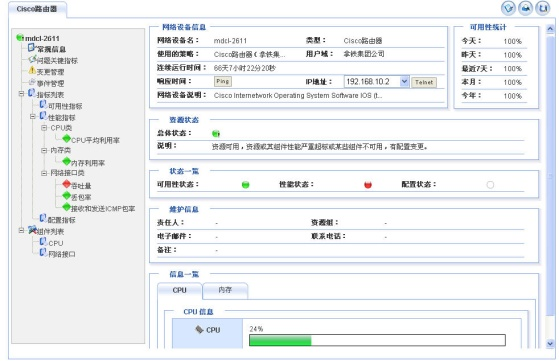 Cisco路由器
mdcl-2611
常规信息
问题关键指标
变更管理
事件管理
指标列表
可用性指标
性能指标
CPU类
CPU平均利用率
内存类
内存利用率
网络接口类
吞吐量
丢包率
接收和发送ICMP包率
配置指标
组件列表
CPU
网络接口
网络设备信息
网络设备名： mdcl-2611 类型： Cisco路由器
使用的策略： Cisco路由器（拿铁集... 用户域： 拿铁集团公司
连续运行时间： 66天7小时22分20秒
响应时间： Ping IP地址： 192.168.10.2 Telnet
网络设备说明： Cisco Internetwork Operating System Software IOS (t...
可用性统计
今天： 100%
昨天： 100%
最近7天： 100%
本月： 100%
今年： 100%
资源状态
总体状态：
说明： 资源可用，资源或其组件性能严重超标或某些组件不可用，有配置变更。
状态一览
可用性状态： 性能状态： 配置状态：
维护信息
责任人： - 资源组： -
电子邮件： - 联系电话： -
备注： -
信息一览
CPU 内存
CPU 信息
CPU 24%